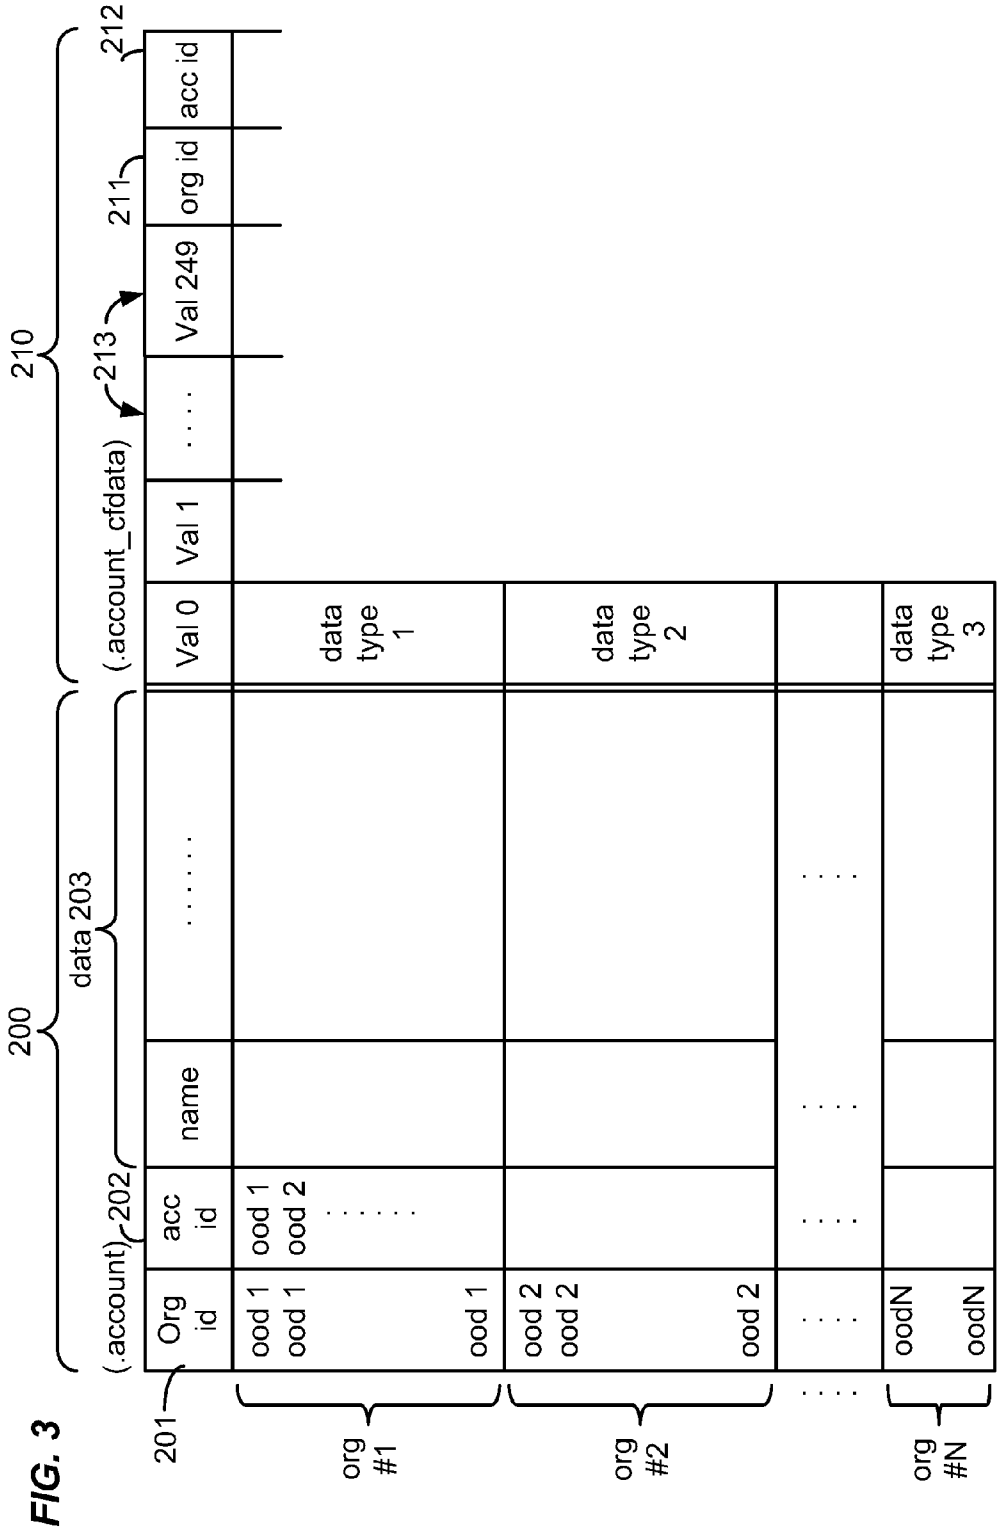 FIG. 3
200
210
data 203
(.account)
202
(.account_cfdata)
213
211
212
201
Org id
acc id
name
. . . . . .
Val 0
Val 1
. . . .
Val 249
org id
acc id
org #1
ood 1
ood 1
ood 1
ood 1
ood 2
. . . . . .
data type 1
org #2
ood 2
ood 2
ood 2
data type 2
. . . .
. . . .
. . . .
. . . .
. . . .
org #N
oodN
oodN
data type 3